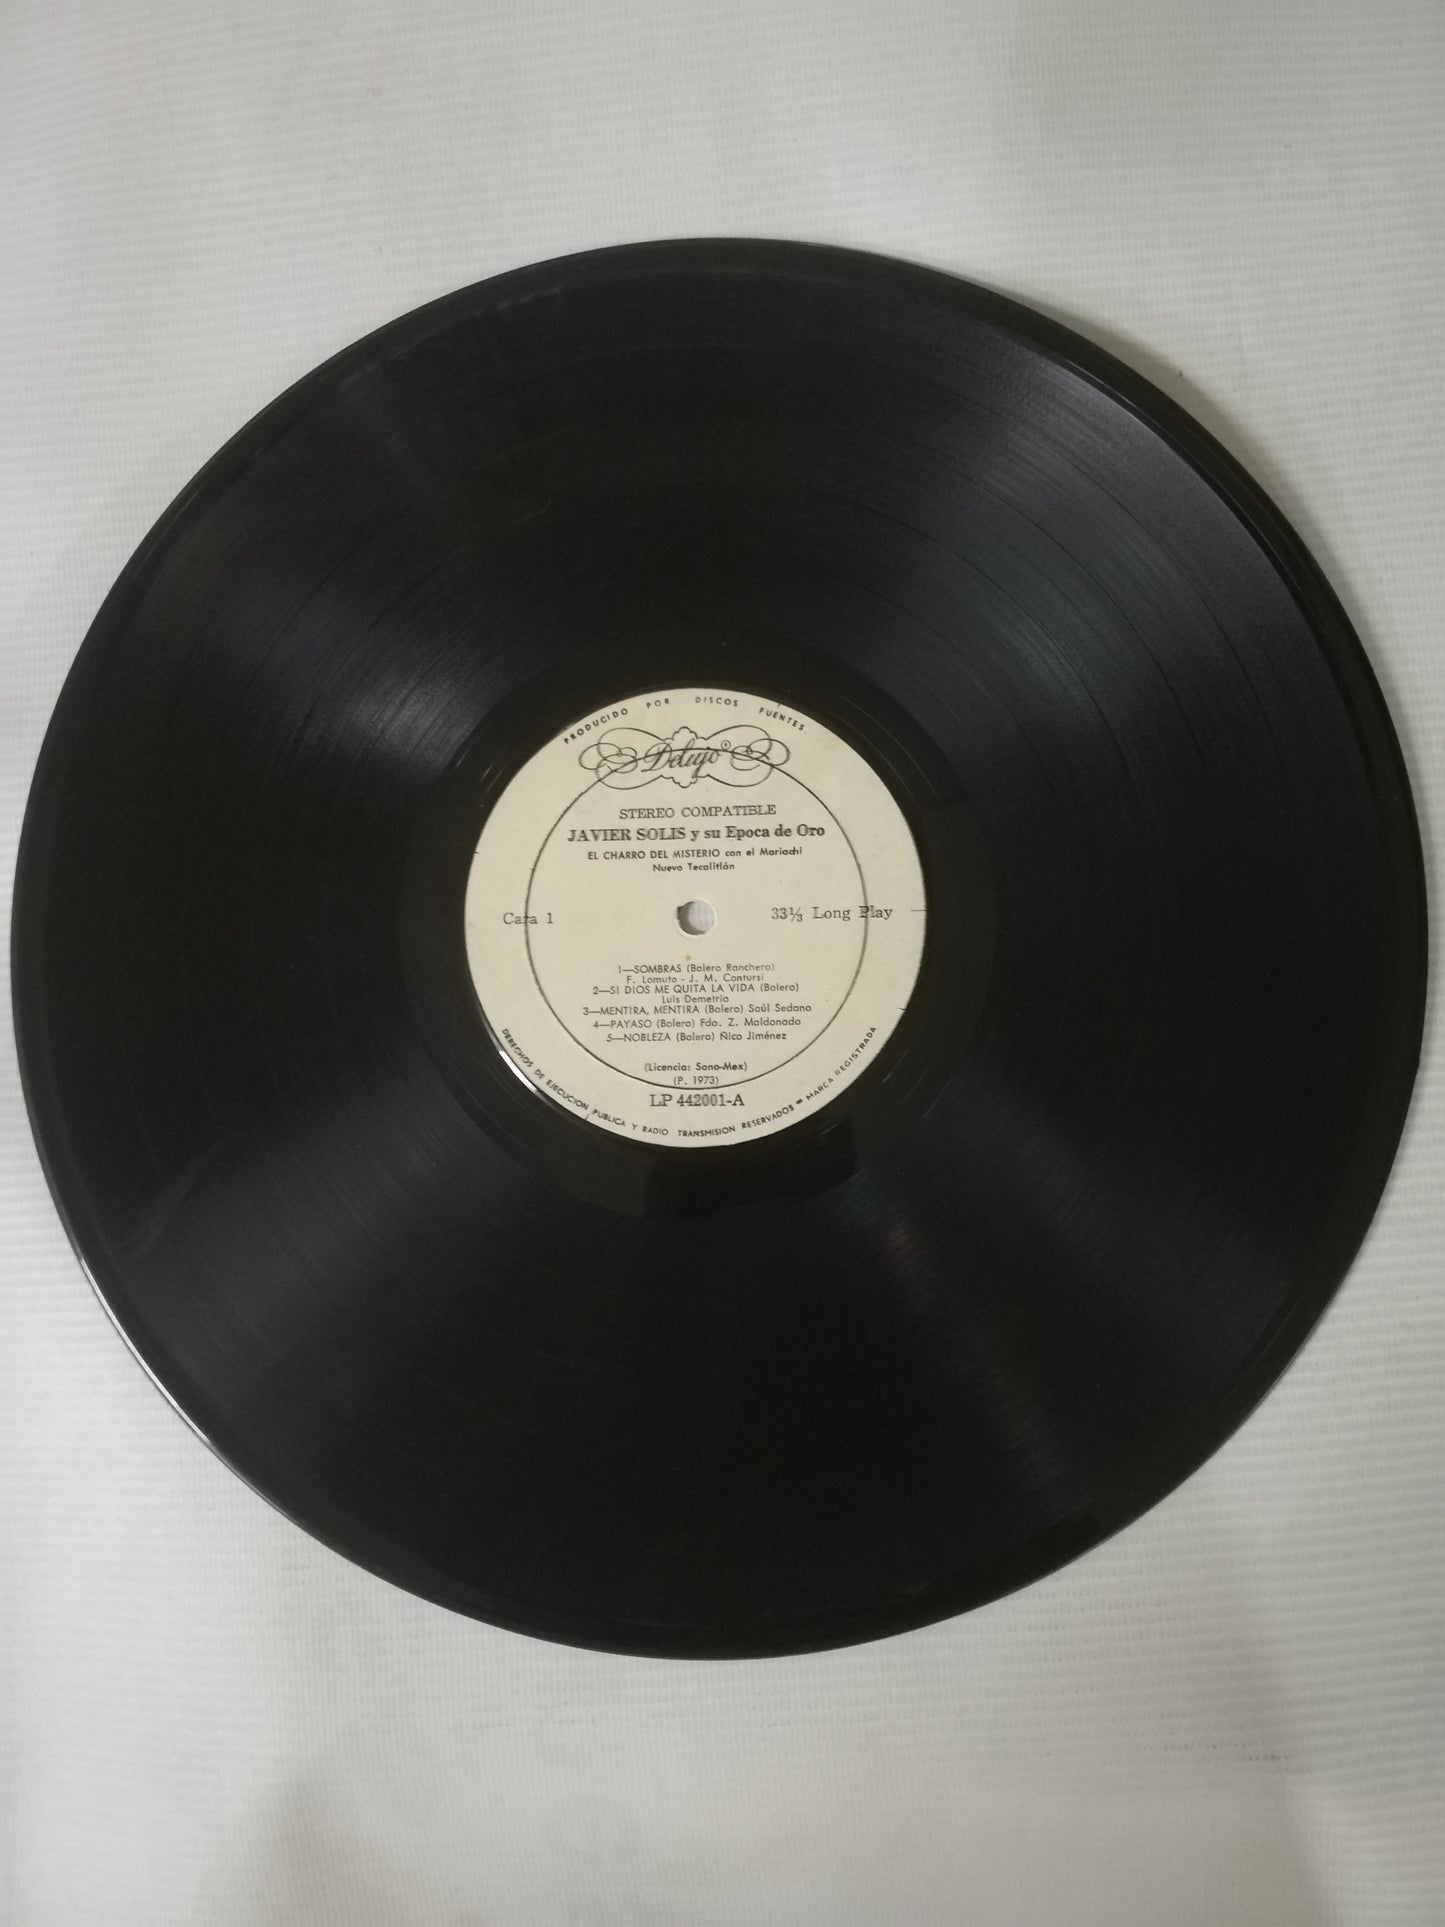 PRODUCIDO POR DISCOS FUENTES
Delujo®
STEREO COMPATIBLE
JAVIER SOLIS y su Epoca de Oro
EL CHARRO DEL MISTERIO con el Mariachi
Nuevo Tecalitlán
Cara 1
33⅓ Long Play
1—SOMBRAS (Bolero Ranchero)
F. Lomuto - J. M. Contursi
2—SI DIOS ME QUITA LA VIDA (Bolero)
Luis Demetrio
3—MENTIRA, MENTIRA (Bolero) Saúl Sedano
4—PAYASO (Bolero) Fdo. Z. Maldonado
5—NOBLEZA (Bolero) Ñico Jiménez
(Licencia: Sono-Mex)
(P. 1973)
LP 442001-A
DERECHOS DE EJECUCION PUBLICA Y RADIO TRANSMISION RESERVADOS = MARCA REGISTRADA